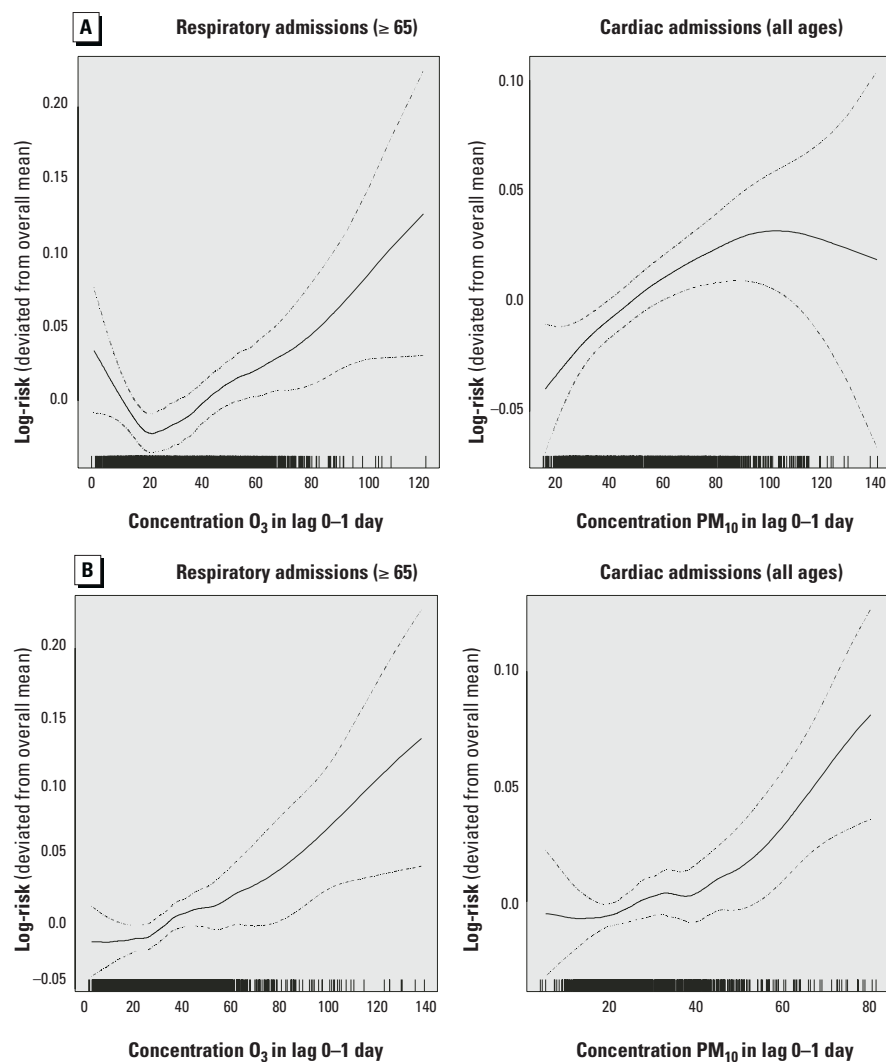 A
Respiratory admissions (≥ 65)
Log-risk (deviated from overall mean)
0.20
0.15
0.10
0.05
0.0
0 20 40 60 80 100 120
Concentration O₃ in lag 0–1 day
Cardiac admissions (all ages)
Log-risk (deviated from overall mean)
0.10
0.05
0.0
–0.05
20 40 60 80 100 120 140
Concentration PM₁₀ in lag 0–1 day
B
Respiratory admissions (≥ 65)
Log-risk (deviated from overall mean)
0.20
0.15
0.10
0.05
0.0
–0.05
0 20 40 60 80 100 120 140
Concentration O₃ in lag 0–1 day
Cardiac admissions (all ages)
Log-risk (deviated from overall mean)
0.10
0.05
0.0
20 40 60 80
Concentration PM₁₀ in lag 0–1 day